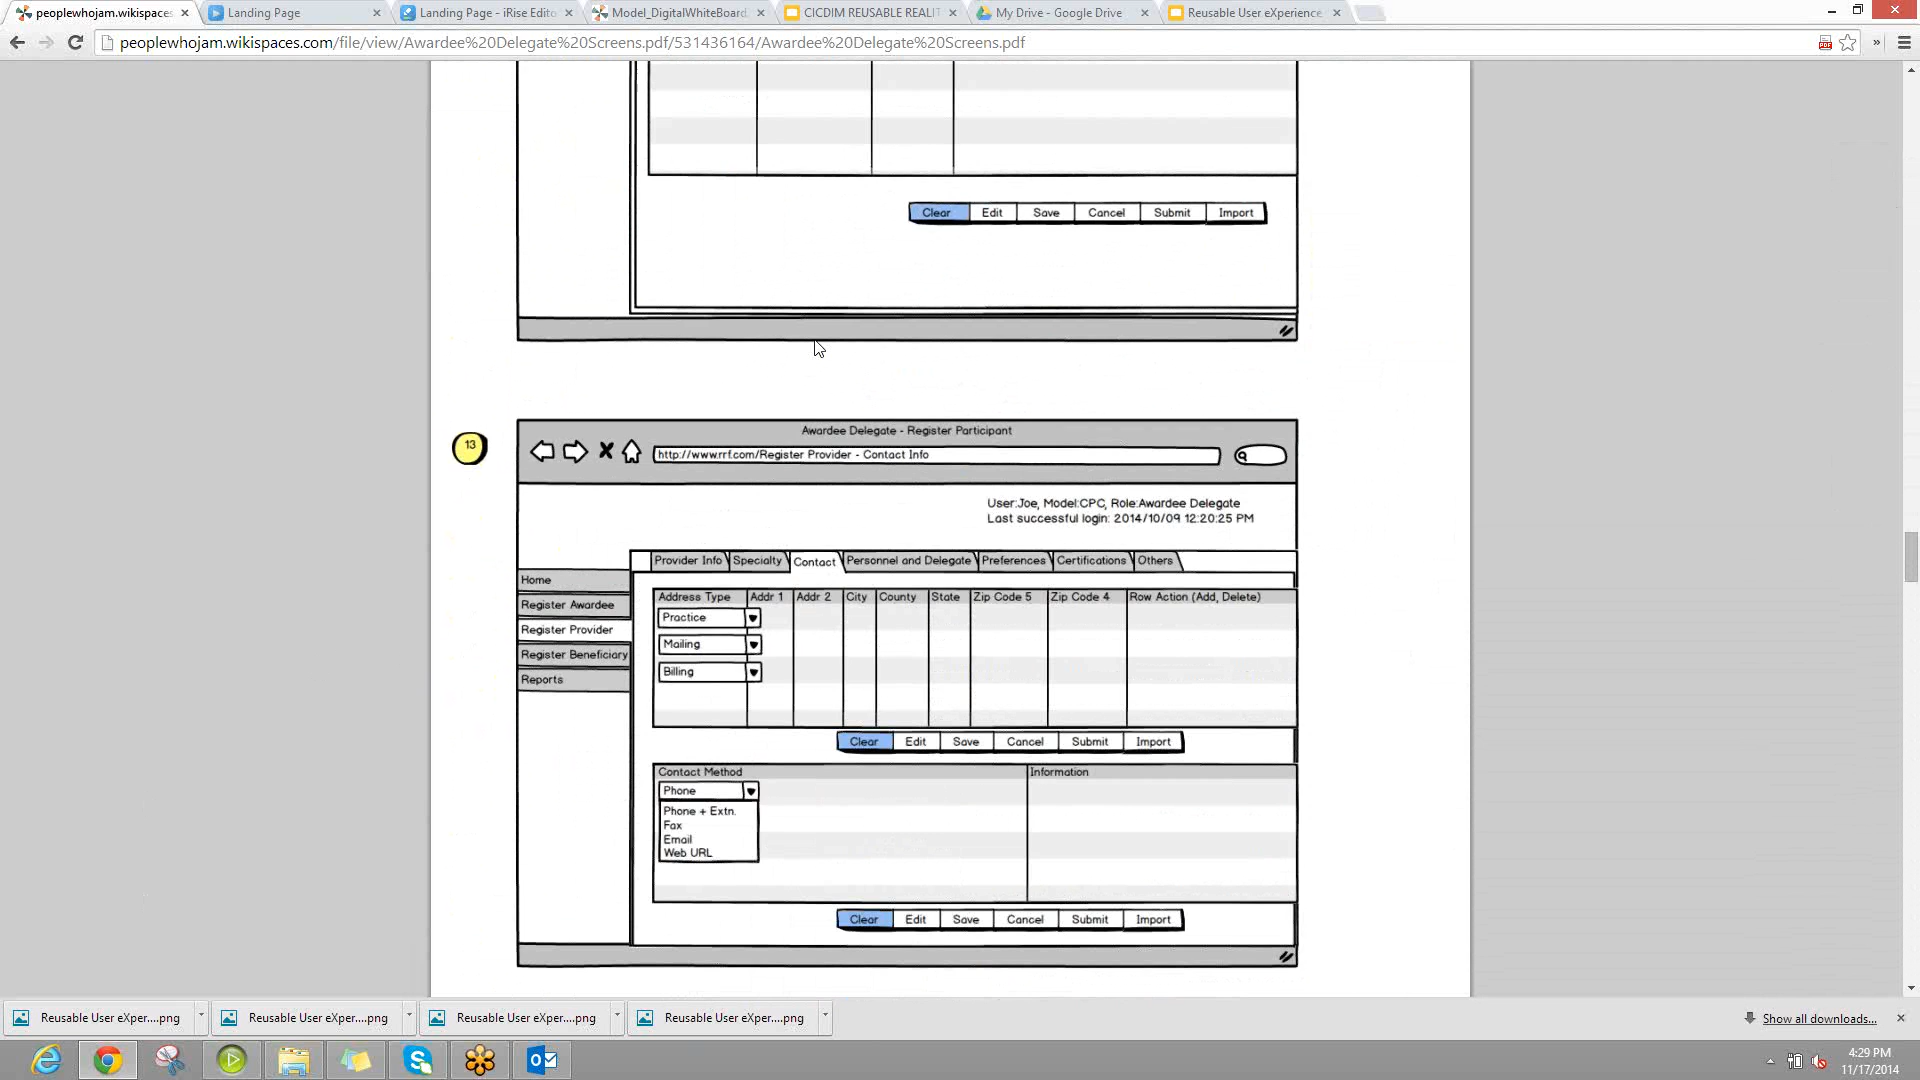 peoplewhojam.wikispaces.
Landing Page
Landing Page - iRise Edito
Model_DigitalWhiteBoard.
CICDIM REUSABLE REALIT
My Drive - Google Drive
Reusable User eXperience
peoplewhojam.wikispaces.com/file/view/Awardee%20Delegate%20Screens.pdf/531436164/Awardee%20Delegate%20Screens.pdf
Clear Edit Save Cancel Submit Import
13
Awardee Delegate - Register Participant
http://www.rrf.com/Register Provider - Contact Info
User:Joe, Model:CPC, Role:Awardee Delegate
Last successful login: 2014/10/09 12:20:25 PM
Provider Info Specialty Contact Personnel and Delegate Preferences Certifications Others
Home
Register Awardee
Register Provider
Register Beneficiary
Reports
Address Type Addr 1 Addr 2 City County State Zip Code 5 Zip Code 4 Row Action (Add, Delete)
Practice
Mailing
Billing
Clear Edit Save Cancel Submit Import
Contact Method Information
Phone
Phone + Extn.
Fax
Email
Web URL
Clear Edit Save Cancel Submit Import
Reusable User eXper....png
Reusable User eXper....png
Reusable User eXper....png
Reusable User eXper....png
Show all downloads...
4:29 PM
11/17/2014